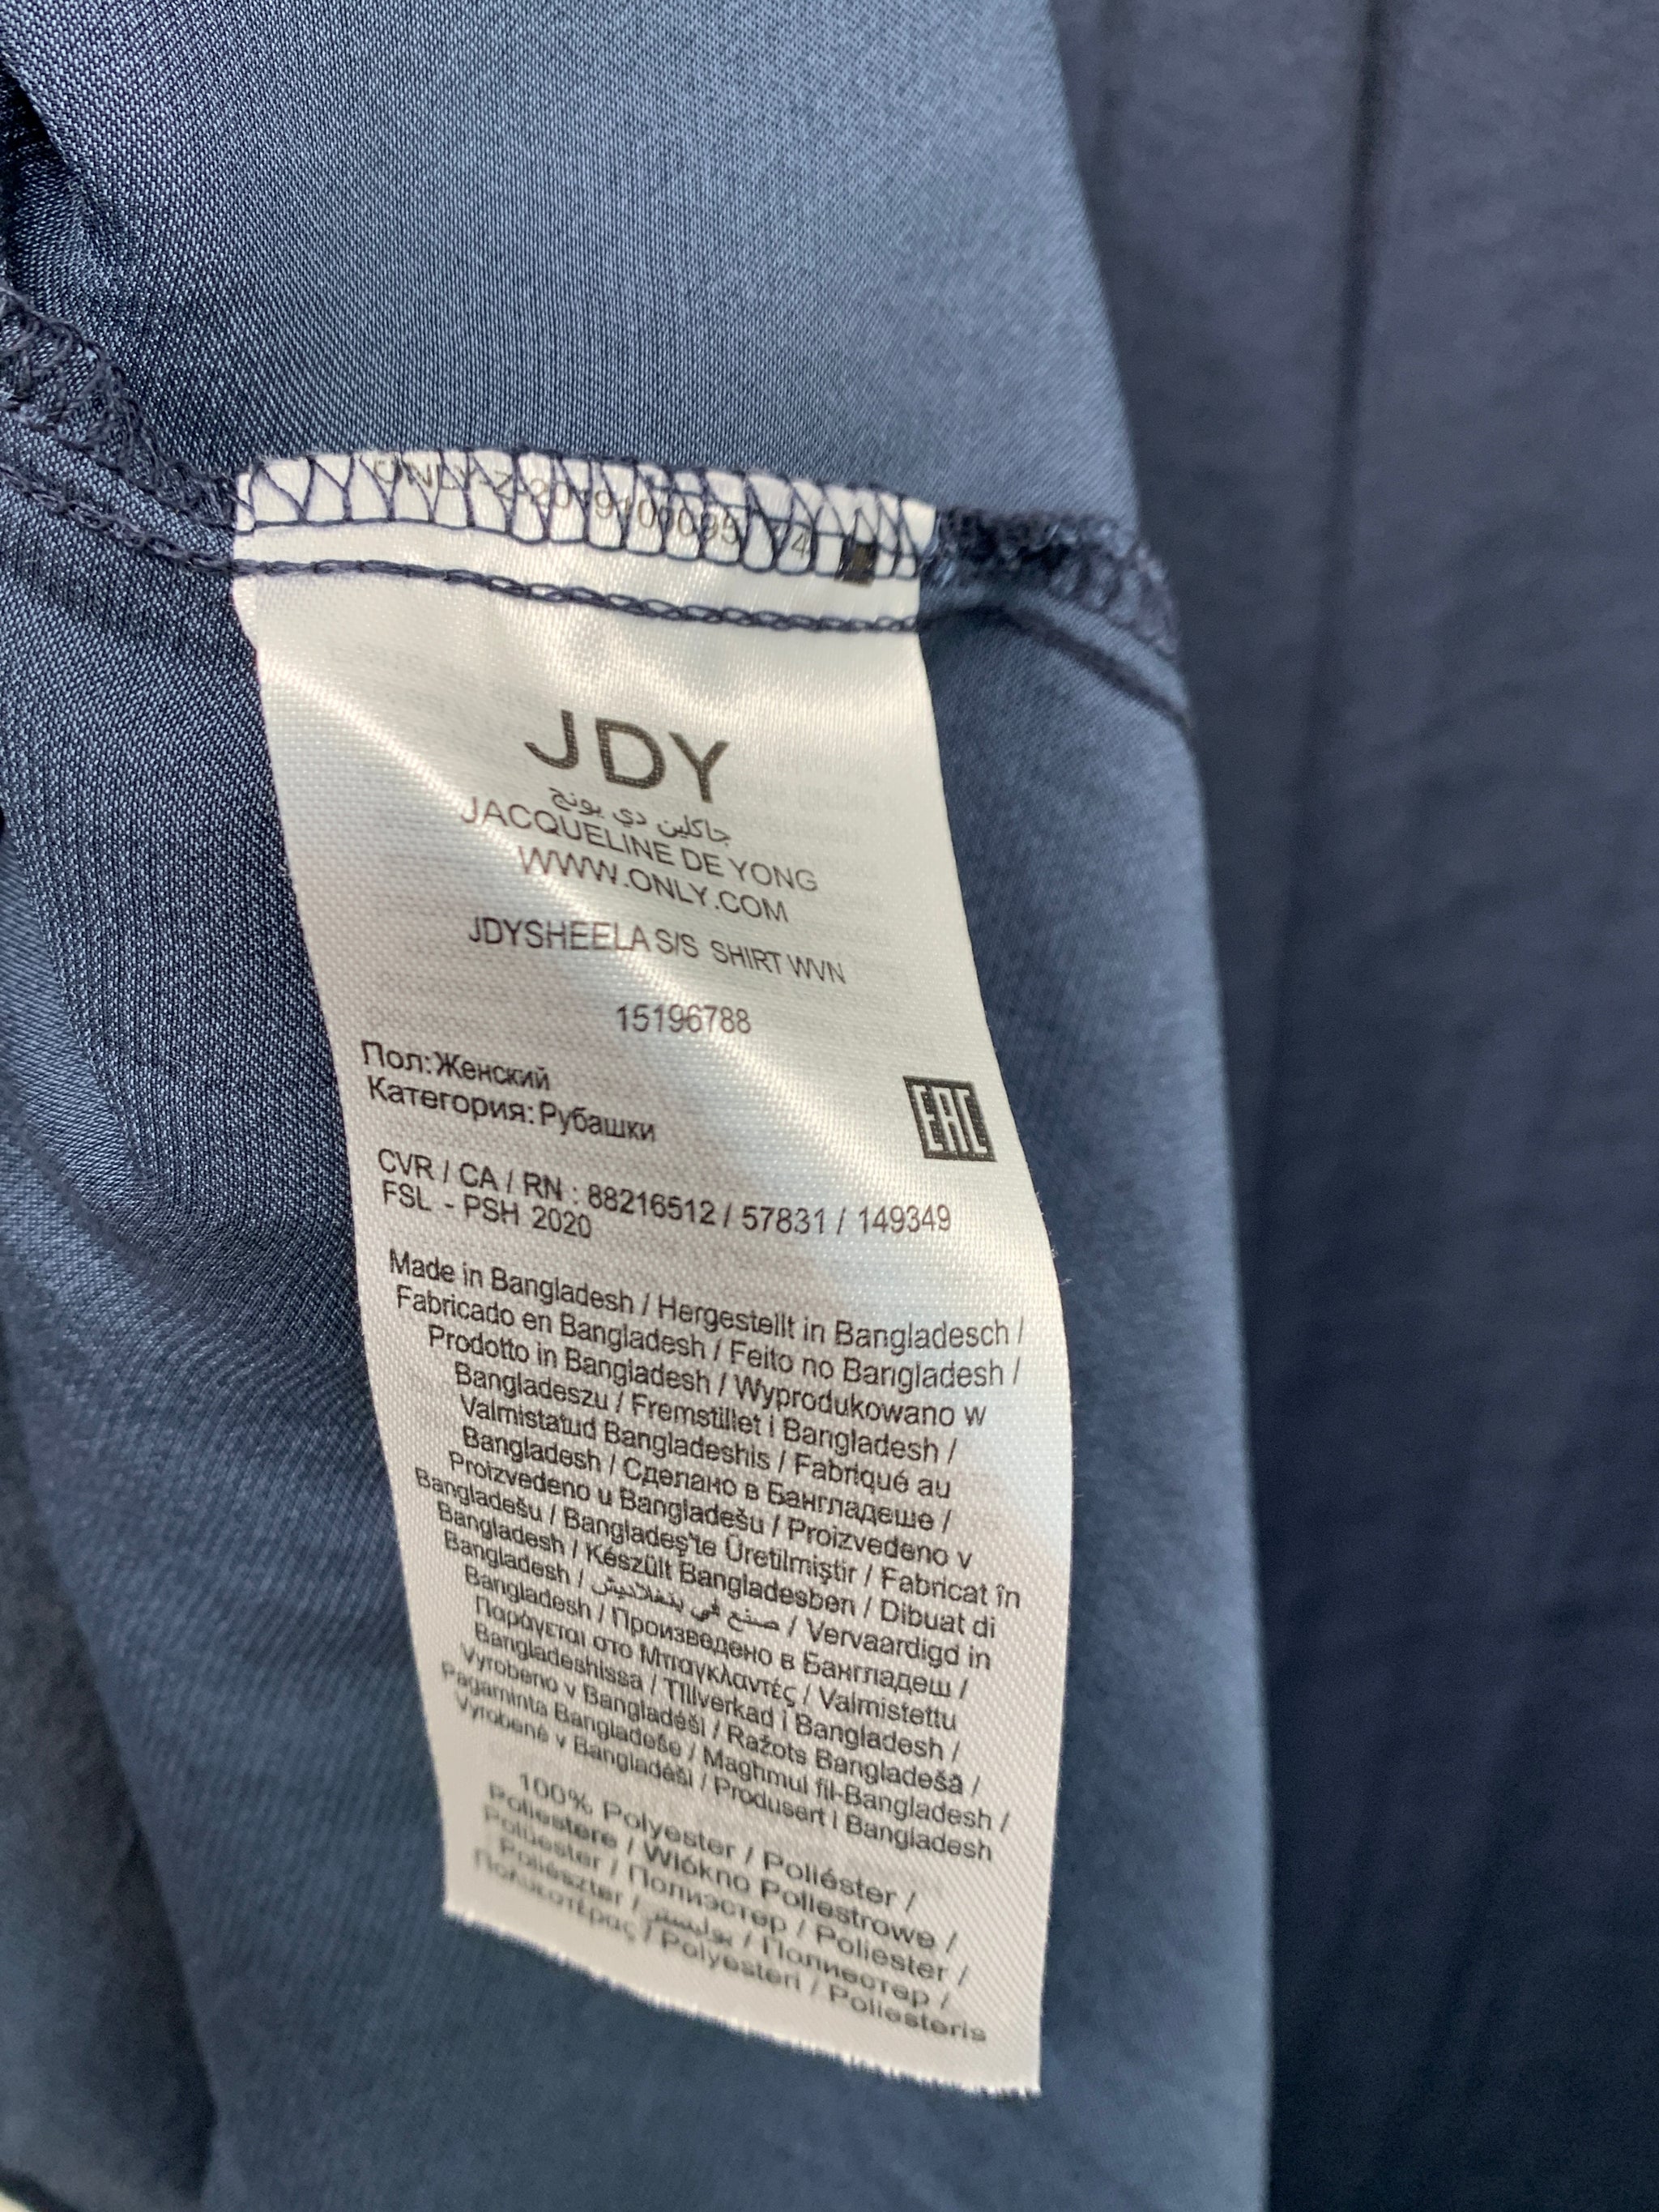 JDY
جاكلين دي يونج
JACQUELINE DE YONG
WWW.ONLY.COM
JDYSHEELA S/S SHIRT WVN
15196788
Пол:Женский
Категория:Рубашки
EAC
CVR / CA / RN : 88216512 / 57831 / 149349
FSL - PSH 2020
Made in Bangladesh / Hergestellt in Bangladesch /
Fabricado en Bangladesh / Feito no Bangladesh /
Prodotto in Bangladesh / Wyprodukowano w
Bangladeszu / Fremstillet i Bangladesh /
Valmistatud Bangladeshis / Fabriqué au
Bangladesh / Сделано в Бангладеше /
Proizvedeno u Bangladešu / Proizvedeno v
Bangladešu / Bangladeş'te Üretilmiştir / Fabricat în
Bangladesh / Készült Bangladesben / Dibuat di
Bangladesh / صنع في بنغلاديش / Vervaardigd in
Bangladesh / Произведено в Бангладеш /
Παράγεται στο Μπαγκλαντές / Valmistettu
Bangladeshissa / Tillverkad i Bangladesh /
Vyrobeno v Bangladéši / Ražots Bangladešā /
Pagaminta Bangladeše / Maghmul fil-Bangladesh /
Vyrobené v Bangladéši / Produsert i Bangladesh
100% Polyester / Poliéster /
Poliestere / Włókno Poliestrowe /
Polüester / Полиэстер / Poliester /
Poliészter / بوليستر / Полиестер /
Πολυεστέρας / Polyesteri / Poliesteris